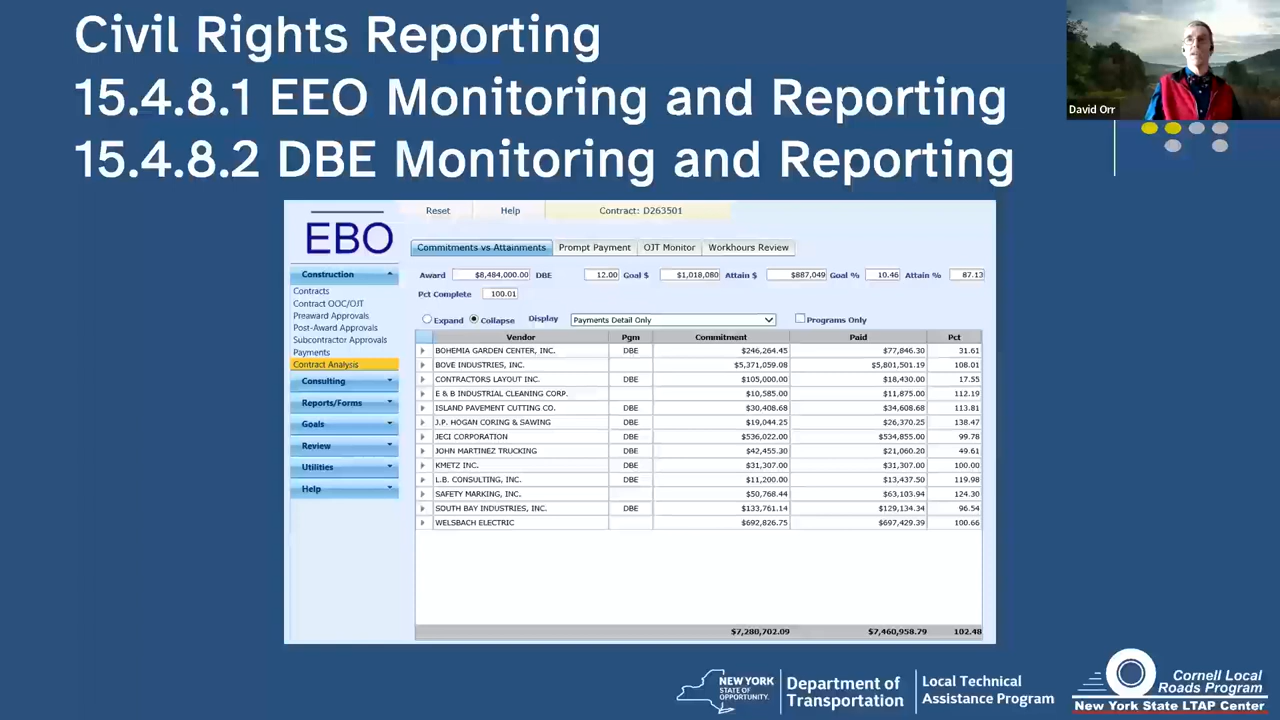 Civil Rights Reporting
15.4.8.1 EEO Monitoring and Reporting
15.4.8.2 DBE Monitoring and Reporting
David Orr
EBO
Reset Help Contract: D263501
Commitments vs Attainments Prompt Payment OJT Monitor Workhours Review
Award $8,484,000.00 DBE 12.00 Goal $ $1,018,080 Attain $ $887,049 Goal % 10.46 Attain % 87.13
Pct Complete 100.01
Expand Collapse Display Payments Detail Only Programs Only
Construction
Contracts
Contract OOC/OJT
Preaward Approvals
Post-Award Approvals
Subcontractor Approvals
Payments
Contract Analysis
Consulting
Reports/Forms
Goals
Review
Utilities
Help
Vendor Pgm Commitment Paid Pct
BOHEMIA GARDEN CENTER, INC. DBE $246,264.45 $77,846.30 31.61
BOVE INDUSTRIES, INC. $5,371,059.08 $5,801,501.19 108.01
CONTRACTORS LAYOUT INC. DBE $105,000.00 $18,430.00 17.55
E & B INDUSTRIAL CLEANING CORP. $10,585.00 $11,875.00 112.19
ISLAND PAVEMENT CUTTING CO. DBE $30,408.68 $34,608.68 113.81
J.P. HOGAN CORING & SAWING DBE $19,044.25 $26,370.25 138.47
JECI CORPORATION DBE $536,022.00 $534,855.00 99.78
JOHN MARTINEZ TRUCKING DBE $42,455.30 $21,060.20 49.61
KMETZ INC. DBE $31,307.00 $31,307.00 100.00
L.B. CONSULTING, INC. DBE $11,200.00 $13,437.50 119.98
SAFETY MARKING, INC. $50,768.44 $63,103.94 124.30
SOUTH BAY INDUSTRIES, INC. DBE $133,761.14 $129,134.34 96.54
WELSBACH ELECTRIC $692,826.75 $697,429.39 100.66
$7,280,702.09 $7,460,958.79 102.48
NEW YORK
STATE OF
OPPORTUNITY.
Department of
Transportation
Local Technical
Assistance Program
Cornell Local
Roads Program
New York State LTAP Center